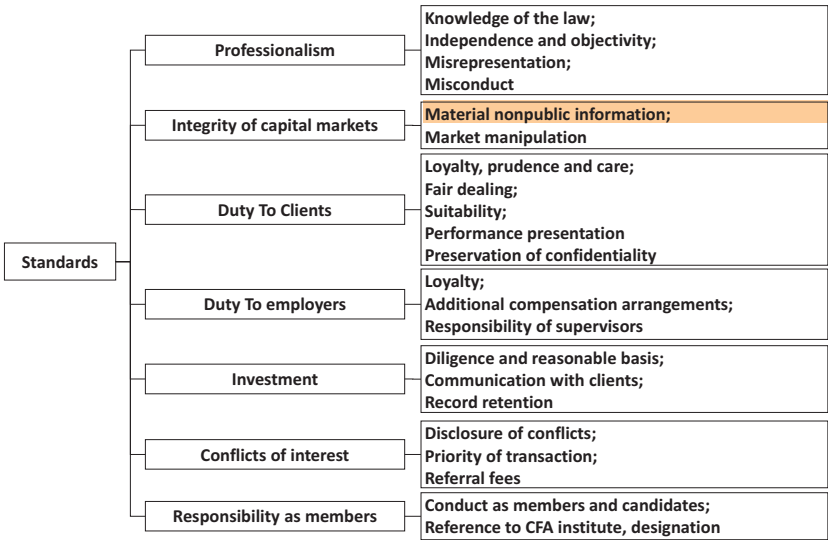 Standards
Professionalism
Knowledge of the law;
Independence and objectivity;
Misrepresentation;
Misconduct
Integrity of capital markets
Material nonpublic information;
Market manipulation
Duty To Clients
Loyalty, prudence and care;
Fair dealing;
Suitability;
Performance presentation
Preservation of confidentiality
Duty To employers
Loyalty;
Additional compensation arrangements;
Responsibility of supervisors
Investment
Diligence and reasonable basis;
Communication with clients;
Record retention
Conflicts of interest
Disclosure of conflicts;
Priority of transaction;
Referral fees
Responsibility as members
Conduct as members and candidates;
Reference to CFA institute, designation